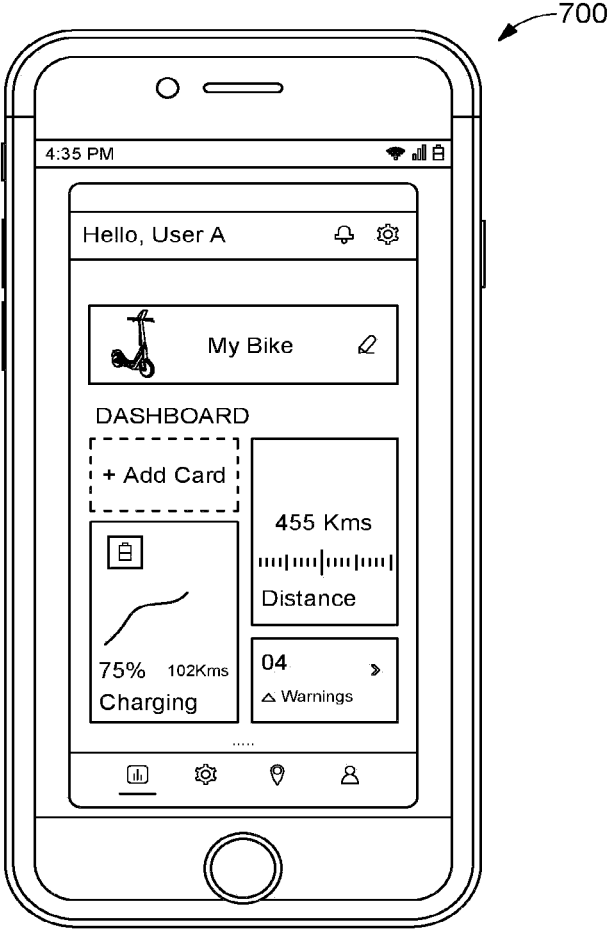 700
4:35 PM
Hello, User A
My Bike
DASHBOARD
+ Add Card
455 Kms
Distance
75% 102Kms
Charging
04
Warnings